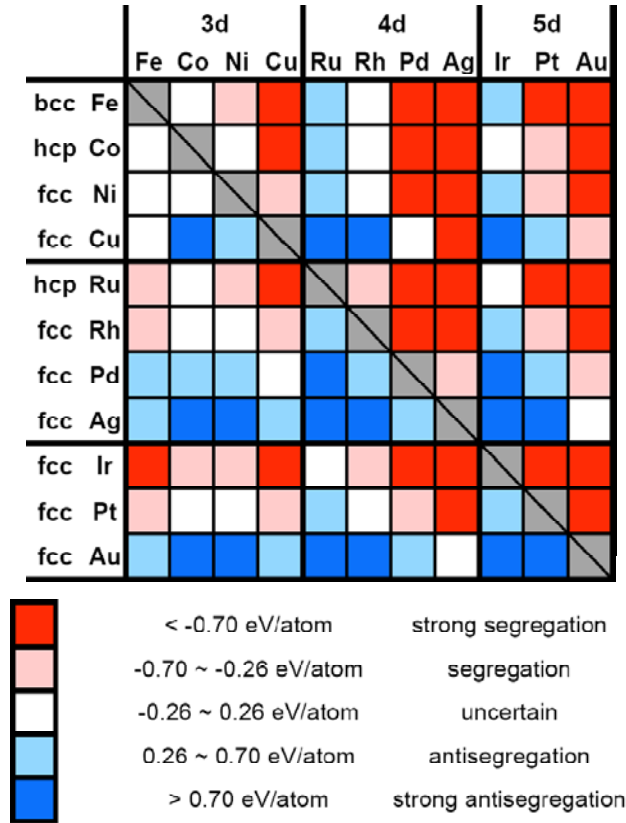 3d 4d 5d
Fe Co Ni Cu Ru Rh Pd Ag Ir Pt Au
bcc Fe
hcp Co
fcc Ni
fcc Cu
hcp Ru
fcc Rh
fcc Pd
fcc Ag
fcc Ir
fcc Pt
fcc Au
< -0.70 eV/atom strong segregation
-0.70 ~ -0.26 eV/atom segregation
-0.26 ~ 0.26 eV/atom uncertain
0.26 ~ 0.70 eV/atom antisegregation
> 0.70 eV/atom strong antisegregation